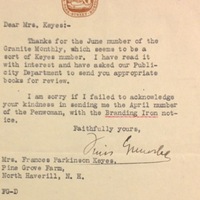 Dear Mrs. Keyes:-
Thanks for the June number of the
Granite Monthly, which seems to be a
sort of Keyes number. I have read it
with interest and have asked our Publi-
city Department to send you appropriate
books for review.
I am sorry if I failed to acknowledge
your kindness in sending me the April number
of the Penwoman, with the Branding Iron not-
ice.
Faithfully yours,
Mrs. Frances Parkinson Keyes,
Pine Grove Farm,
North Haverill, N. H.
FG-D